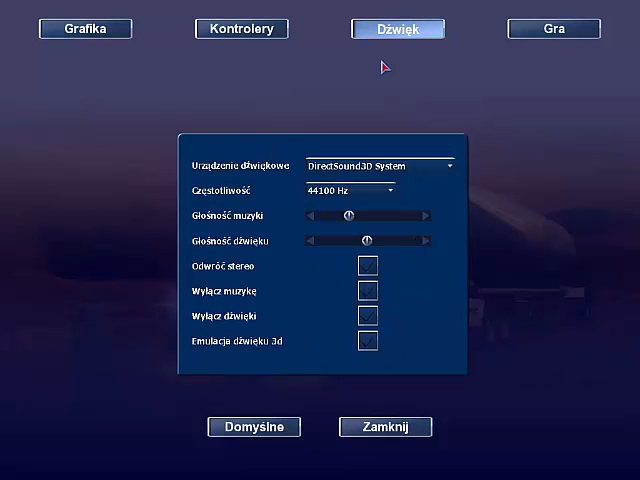 Grafika
Kontrolery
Dźwięk
Gra
Urządzenie dźwiękowe DirectSound3D System
Częstotliwość 44100 Hz
Głośność muzyki
Głośność dźwięku
Odwróć stereo
Wyłącz muzykę
Wyłącz dźwięki
Emulacja dźwięku 3d
Domyślne
Zamknij